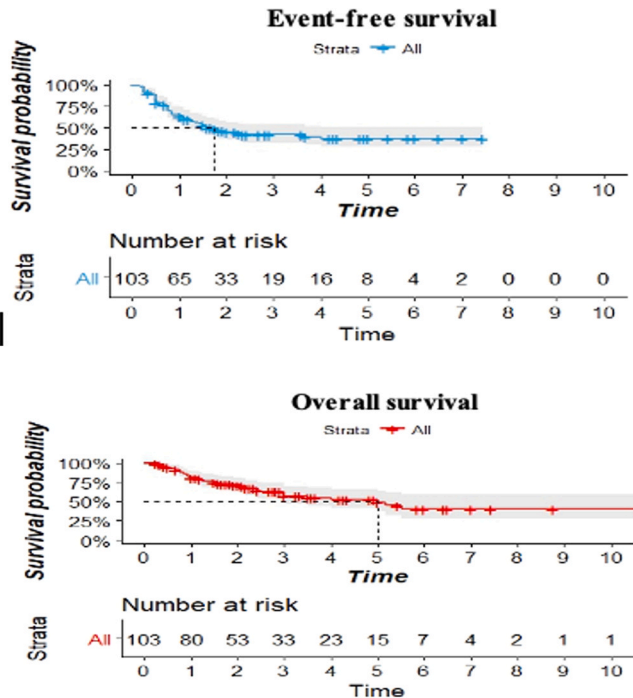 Event-free survival
Strata All
Survival probability
100%
75%
50%
25%
0%
0 1 2 3 4 5 6 7 8 9 10
Time
Number at risk
Strata
All 103 65 33 19 16 8 4 2 0 0 0
0 1 2 3 4 5 6 7 8 9 10
Time
Overall survival
Strata All
Survival probability
100%
75%
50%
25%
0%
0 1 2 3 4 5 6 7 8 9 10
Time
Number at risk
Strata
All 103 80 53 33 23 15 7 4 2 1 1
0 1 2 3 4 5 6 7 8 9 10
Time